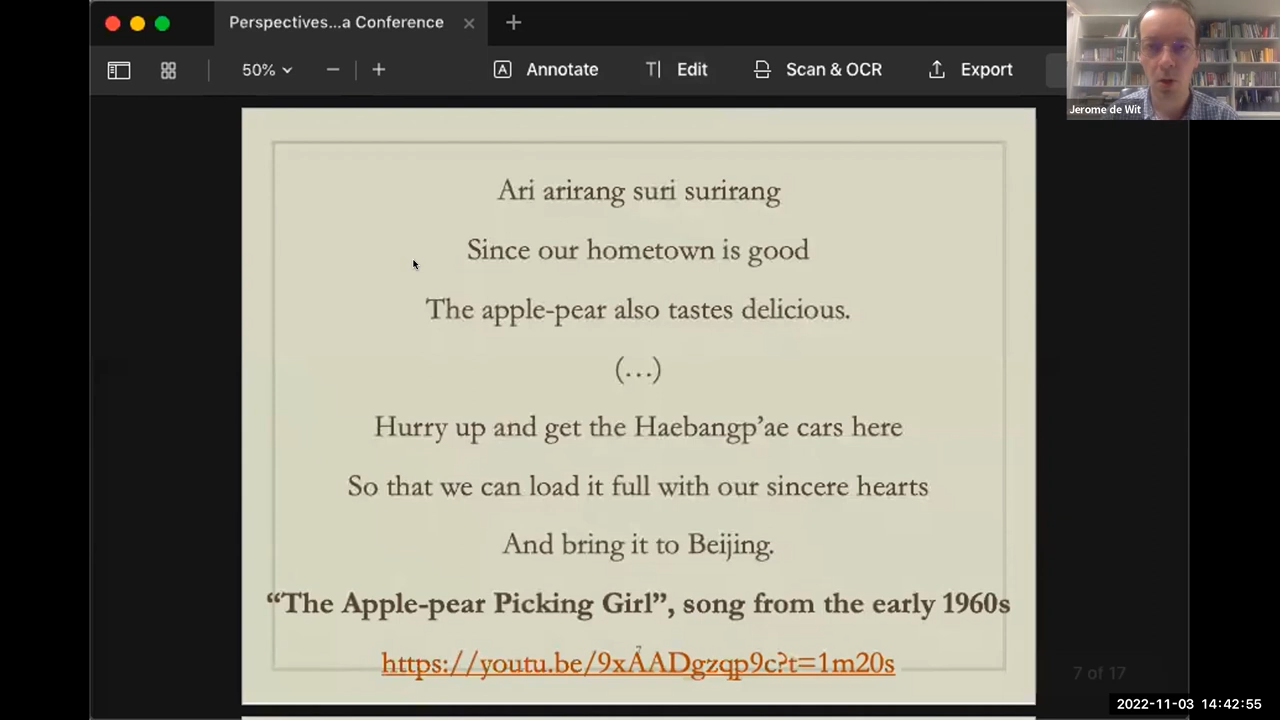 Perspectives...a Conference
50%
Annotate
Edit
Scan & OCR
Export
Jerome de Wit
Ari arirang suri surirang
Since our hometown is good
The apple-pear also tastes delicious.
(…)
Hurry up and get the Haebangp’ae cars here
So that we can load it full with our sincere hearts
And bring it to Beijing.
“The Apple-pear Picking Girl”, song from the early 1960s
https://youtu.be/9xAADgzqp9c?t=1m20s
7 of 17
2022-11-03 14:42:55